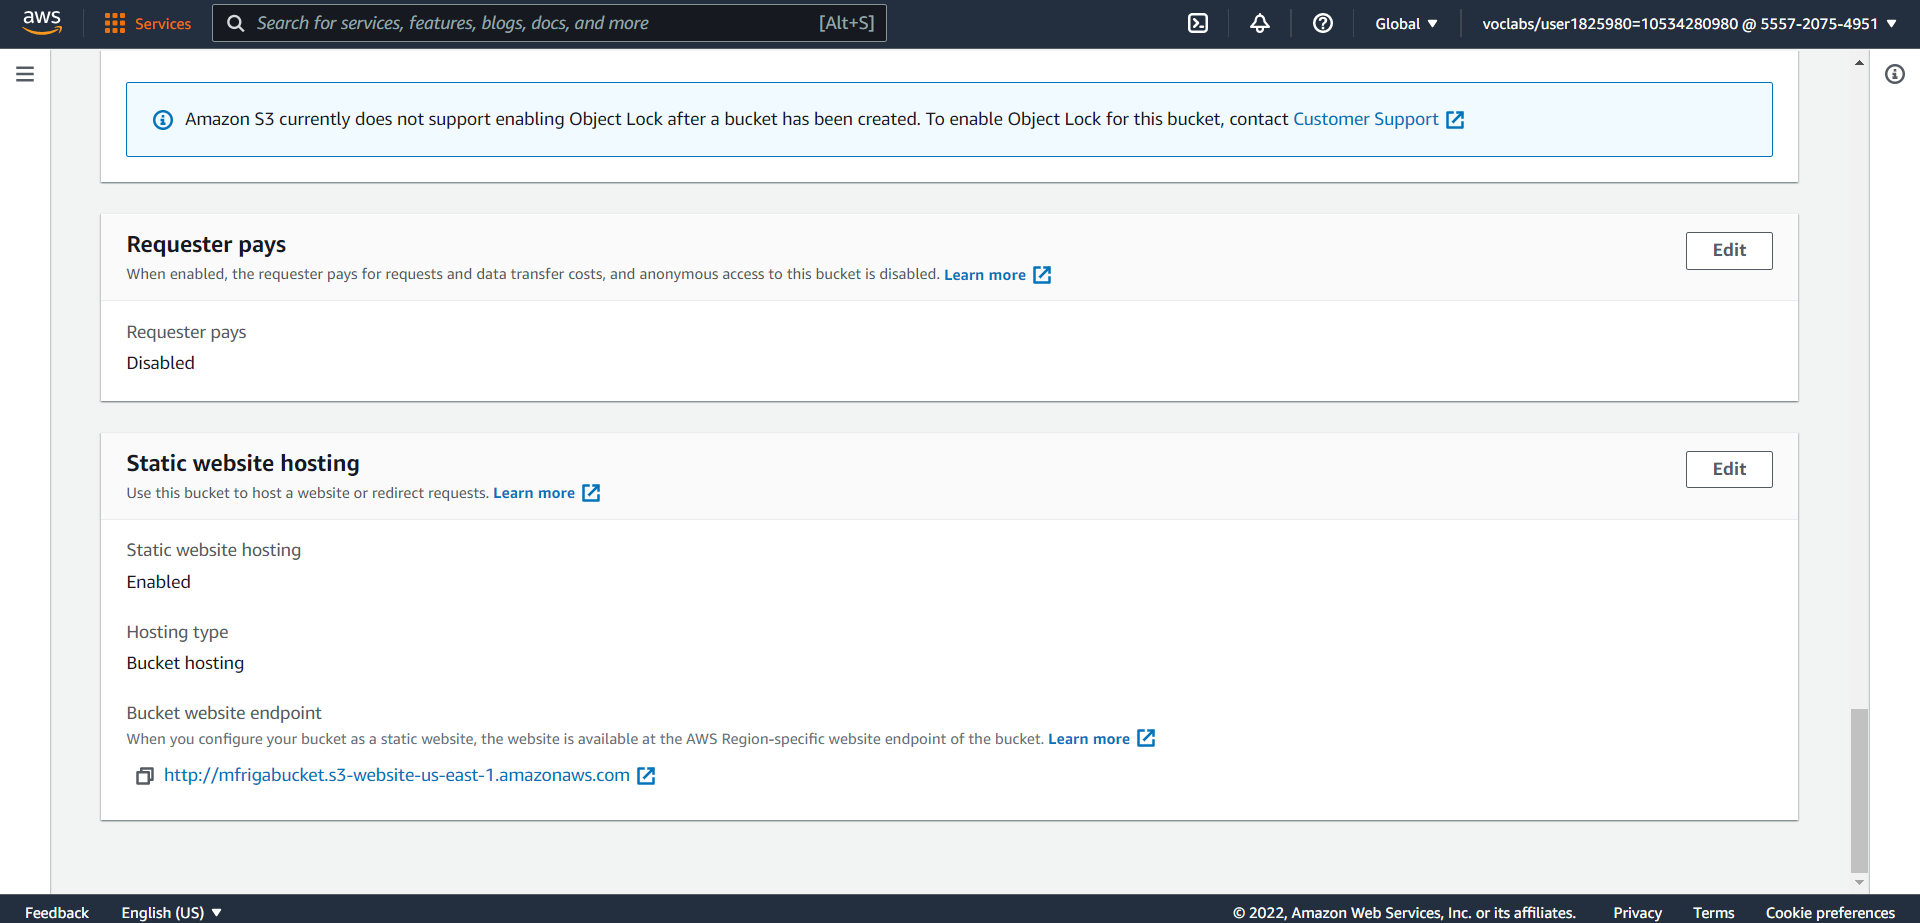 aws
Services
Search for services, features, blogs, docs, and more [Alt+S]
Global
voclabs/user1825980=10534280980 @ 5557-2075-4951
Amazon S3 currently does not support enabling Object Lock after a bucket has been created. To enable Object Lock for this bucket, contact Customer Support
Requester pays
Edit
When enabled, the requester pays for requests and data transfer costs, and anonymous access to this bucket is disabled. Learn more
Requester pays
Disabled
Static website hosting
Edit
Use this bucket to host a website or redirect requests. Learn more
Static website hosting
Enabled
Hosting type
Bucket hosting
Bucket website endpoint
When you configure your bucket as a static website, the website is available at the AWS Region-specific website endpoint of the bucket. Learn more
http://mfrigabucket.s3-website-us-east-1.amazonaws.com
Feedback English (US) © 2022, Amazon Web Services, Inc. or its affiliates. Privacy Terms Cookie preferences